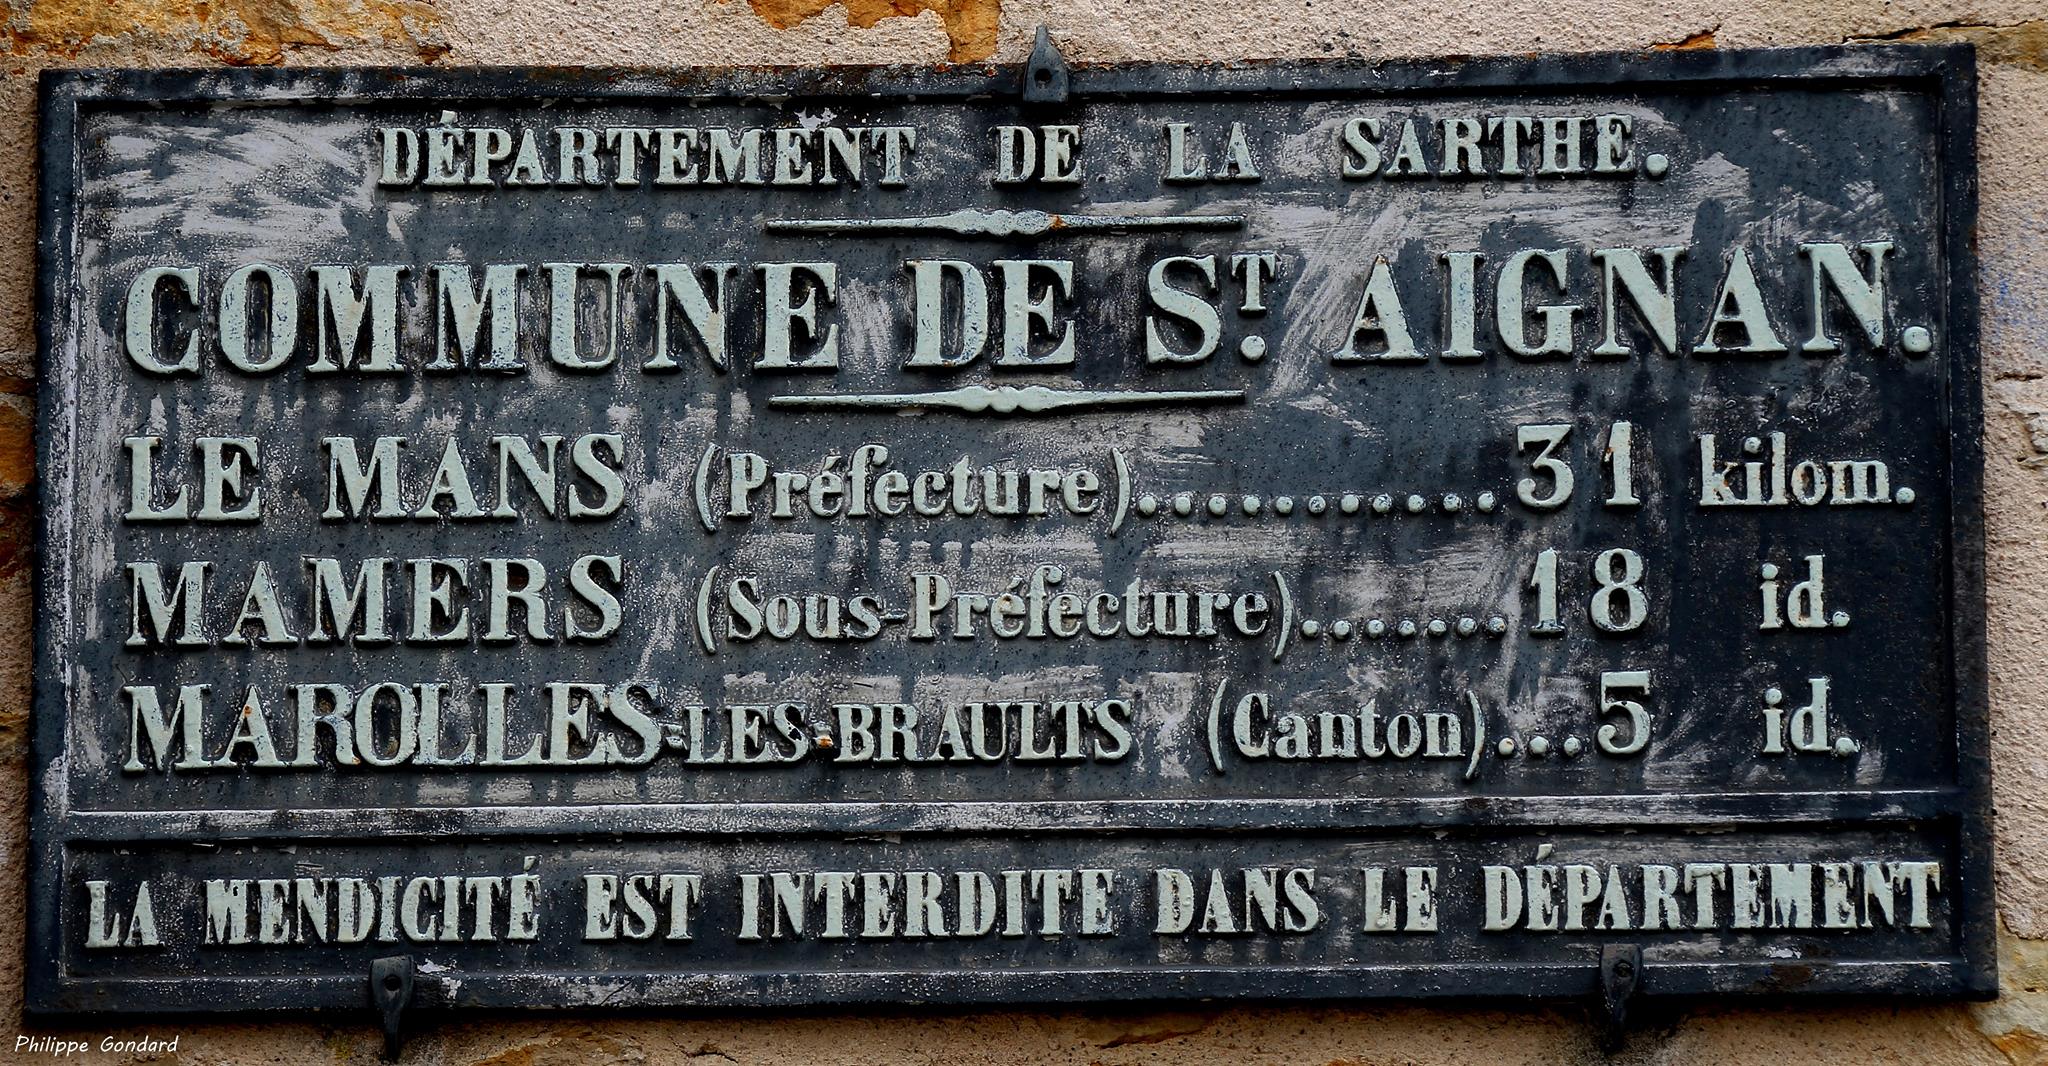 DÉPARTEMENT DE LA SARTHE.
COMMUNE DE ST. AIGNAN.
LE MANS (Préfecture)............31 kilom.
MAMERS (Sous-Préfecture).......18 id.
MAROLLES=LES=BRAULTS (Canton)...5 id.
LA MENDICITÉ EST INTERDITE DANS LE DÉPARTEMENT
Philippe Gondard